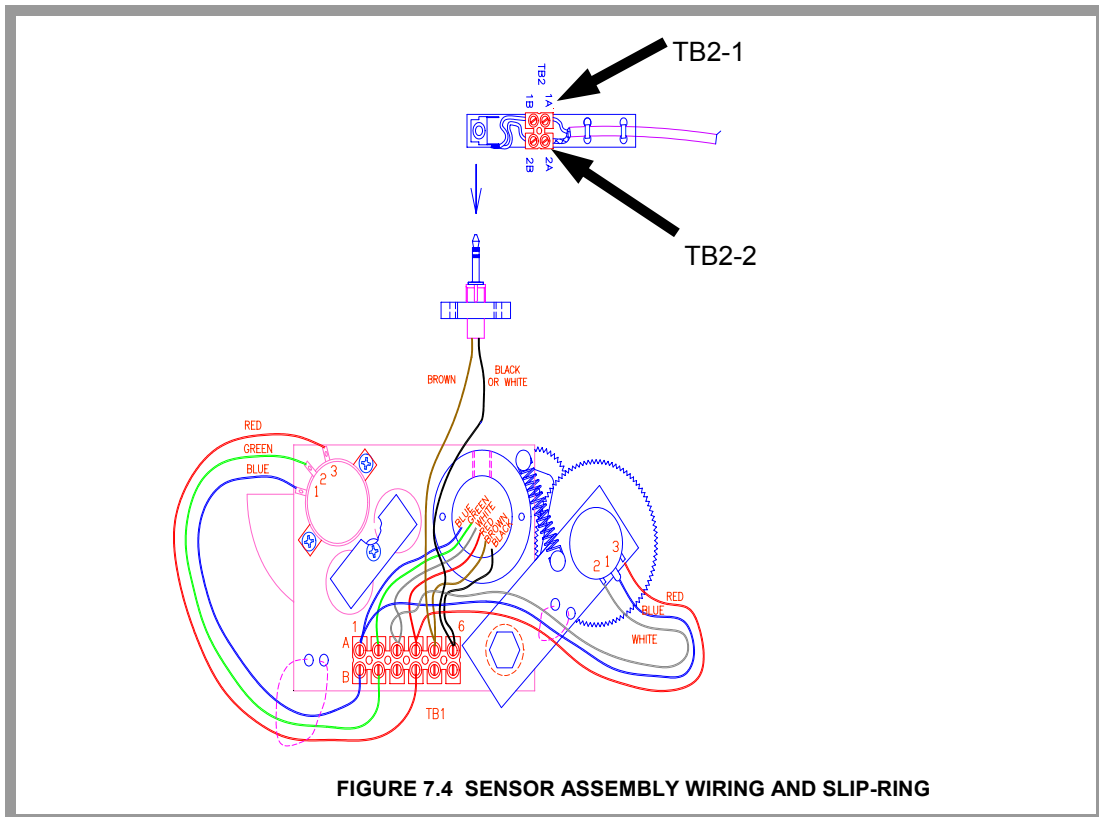 TB2-1
TB2
1B 1A
2B 2A
TB2-2
BROWN
BLACK
OR WHITE
RED
GREEN
BLUE
3
2
1
BLUE
GREEN
WHITE
RED
BROWN
BLACK
3
1
2
RED
BLUE
WHITE
1
6
A
B
TB1
FIGURE 7.4 SENSOR ASSEMBLY WIRING AND SLIP-RING